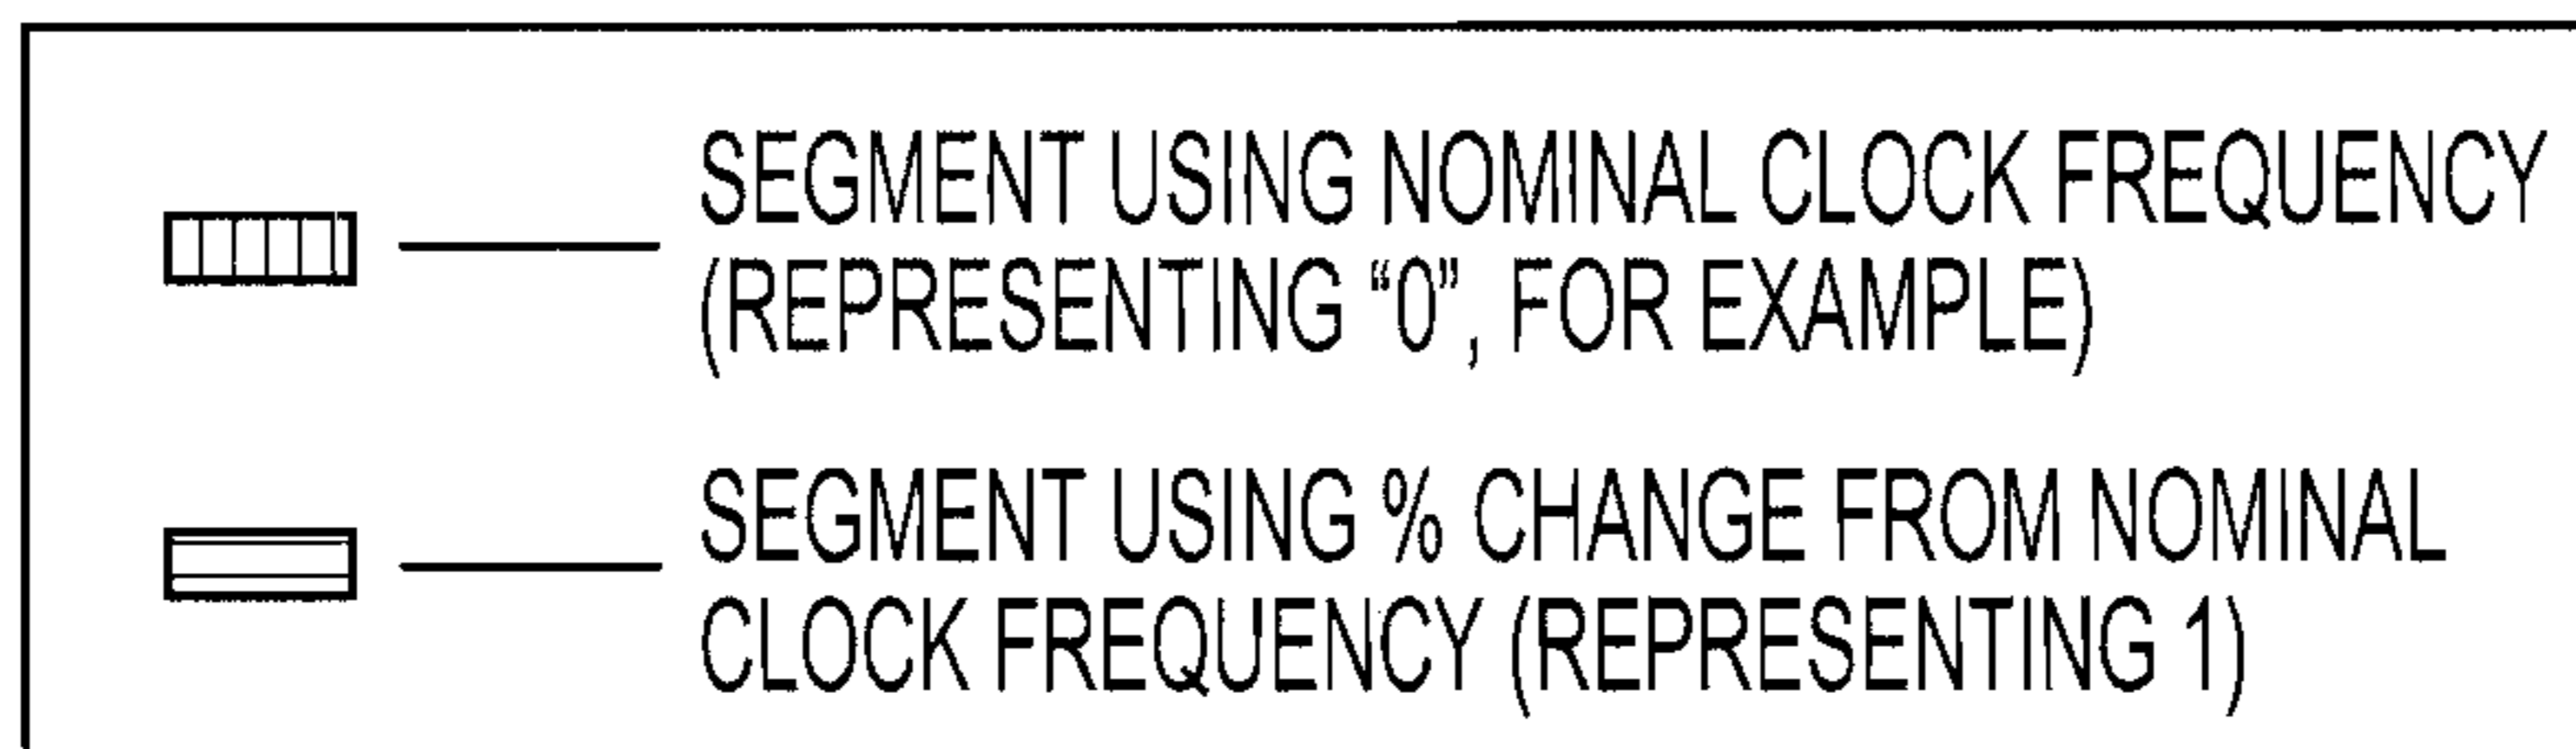 SEGMENT USING NOMINAL CLOCK FREQUENCY
(REPRESENTING “0”, FOR EXAMPLE)
SEGMENT USING % CHANGE FROM NOMINAL
CLOCK FREQUENCY (REPRESENTING 1)